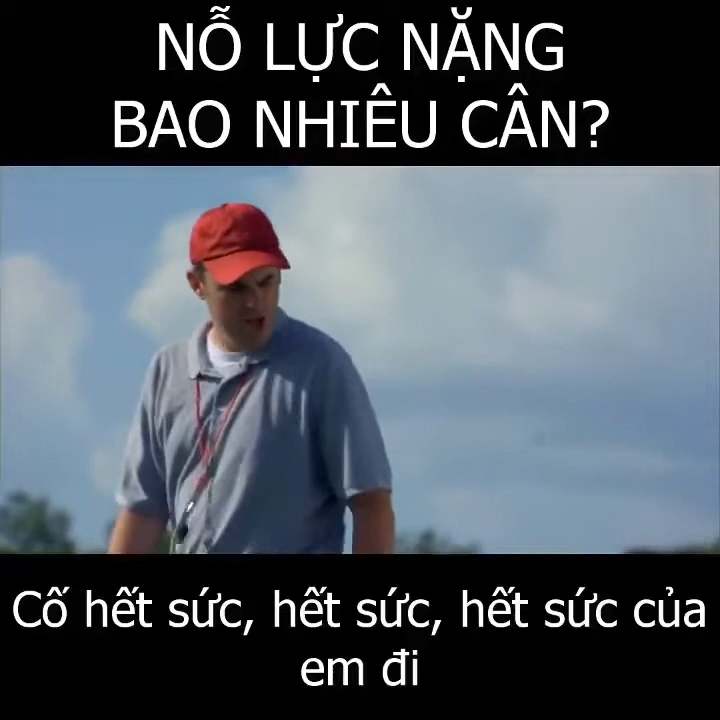 NỖ LỰC NẶNG
BAO NHIÊU CÂN?
Cố hết sức, hết sức, hết sức của
em đi